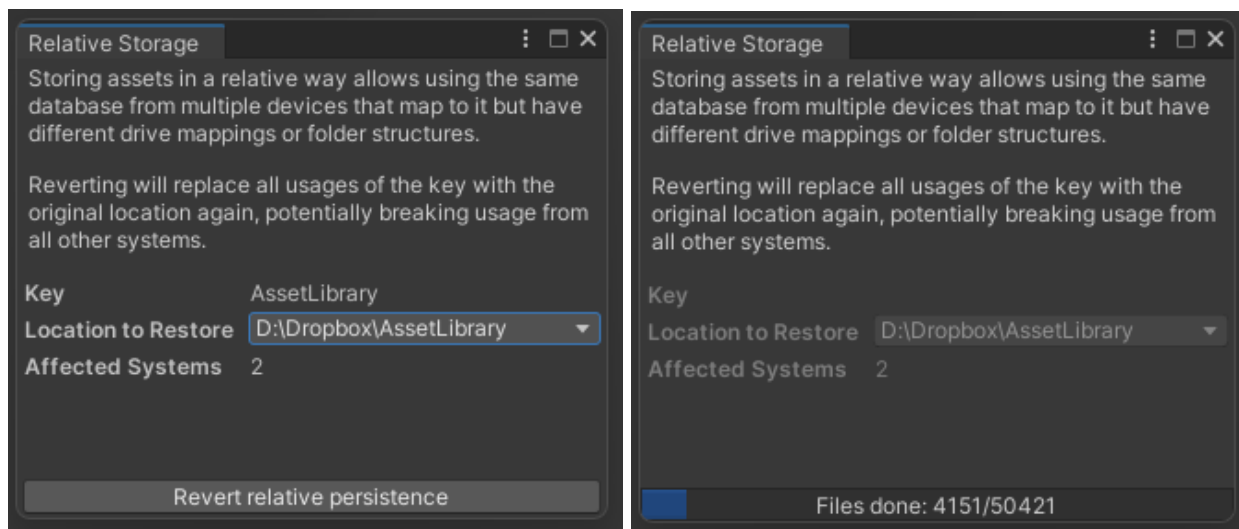 Relative Storage
Storing assets in a relative way allows using the same
database from multiple devices that map to it but have
different drive mappings or folder structures.
Reverting will replace all usages of the key with the
original location again, potentially breaking usage from
all other systems.
Key AssetLibrary
Location to Restore D:\Dropbox\AssetLibrary
Affected Systems 2
Revert relative persistence
Relative Storage
Storing assets in a relative way allows using the same
database from multiple devices that map to it but have
different drive mappings or folder structures.
Reverting will replace all usages of the key with the
original location again, potentially breaking usage from
all other systems.
Key
Location to Restore D:\Dropbox\AssetLibrary
Affected Systems 2
Files done: 4151/50421